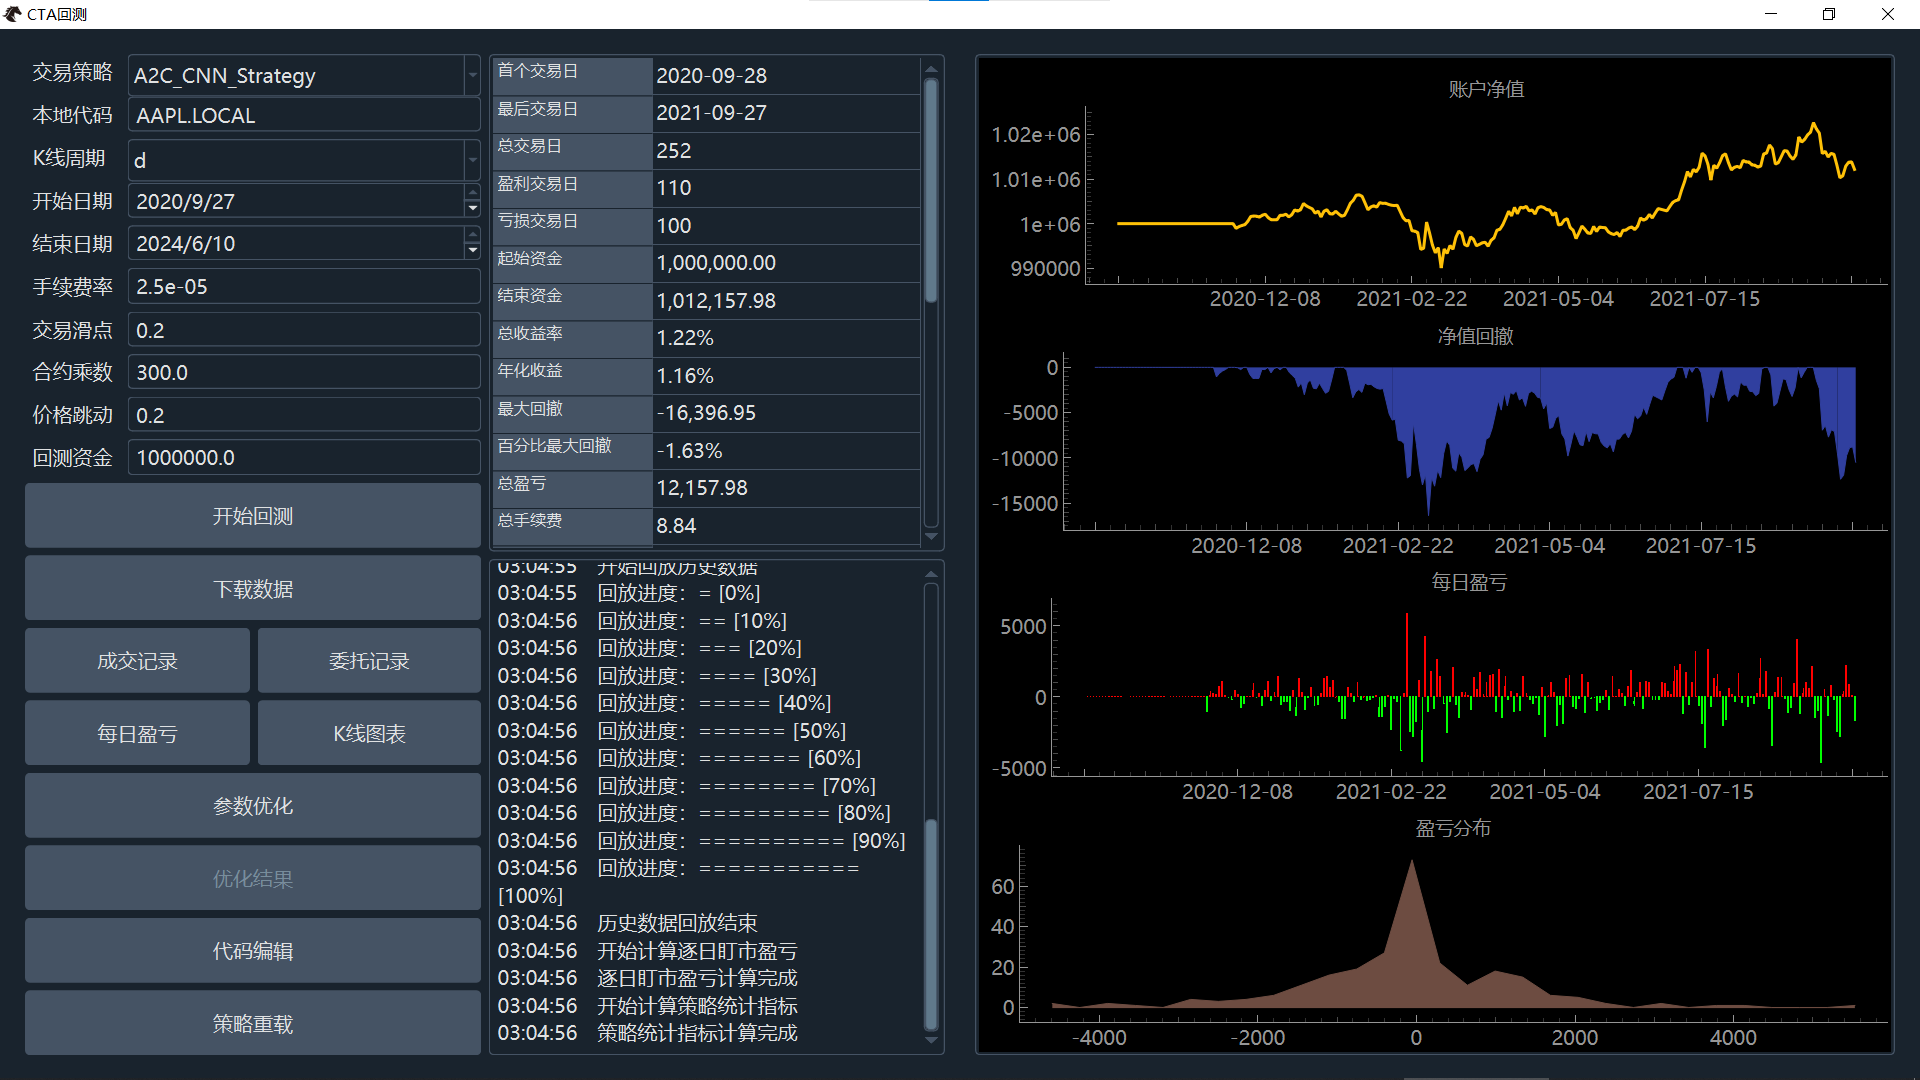 CTA回测
交易策略 A2C_CNN_Strategy
本地代码 AAPL.LOCAL
K线周期 d
开始日期 2020/9/27
结束日期 2024/6/10
手续费率 2.5e-05
交易滑点 0.2
合约乘数 300.0
价格跳动 0.2
回测资金 1000000.0
开始回测
下载数据
成交记录 委托记录
每日盈亏 K线图表
参数优化
优化结果
代码编辑
策略重载
首个交易日 2020-09-28
最后交易日 2021-09-27
总交易日 252
盈利交易日 110
亏损交易日 100
起始资金 1,000,000.00
结束资金 1,012,157.98
总收益率 1.22%
年化收益 1.16%
最大回撤 -16,396.95
百分比最大回撤 -1.63%
总盈亏 12,157.98
总手续费 8.84
03:04:55 开始回放历史数据
03:04:55 回放进度：= [0%]
03:04:56 回放进度：== [10%]
03:04:56 回放进度：=== [20%]
03:04:56 回放进度：==== [30%]
03:04:56 回放进度：===== [40%]
03:04:56 回放进度：====== [50%]
03:04:56 回放进度：======= [60%]
03:04:56 回放进度：======== [70%]
03:04:56 回放进度：========= [80%]
03:04:56 回放进度：========== [90%]
03:04:56 回放进度：===========
[100%]
03:04:56 历史数据回放结束
03:04:56 开始计算逐日盯市盈亏
03:04:56 逐日盯市盈亏计算完成
03:04:56 开始计算策略统计指标
03:04:56 策略统计指标计算完成
账户净值
1.02e+06
1.01e+06
1e+06
990000
2020-12-08 2021-02-22 2021-05-04 2021-07-15
净值回撤
0
-5000
-10000
-15000
2020-12-08 2021-02-22 2021-05-04 2021-07-15
每日盈亏
5000
0
-5000
2020-12-08 2021-02-22 2021-05-04 2021-07-15
盈亏分布
60
40
20
0
-4000 -2000 0 2000 4000